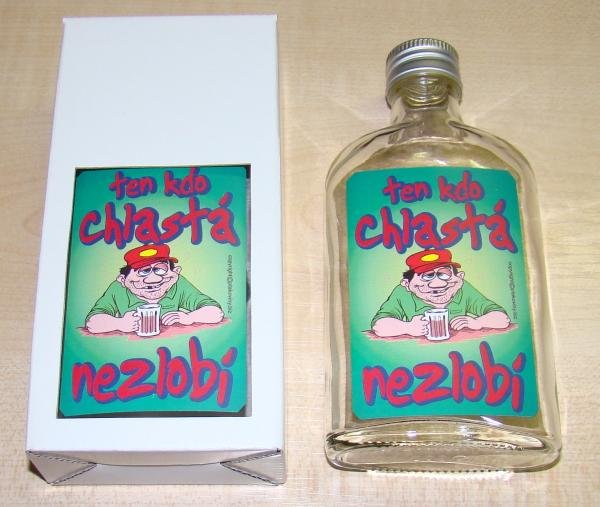 ten kdo
chlastá
nezlobí
ten kdo
chlastá
nezlobí